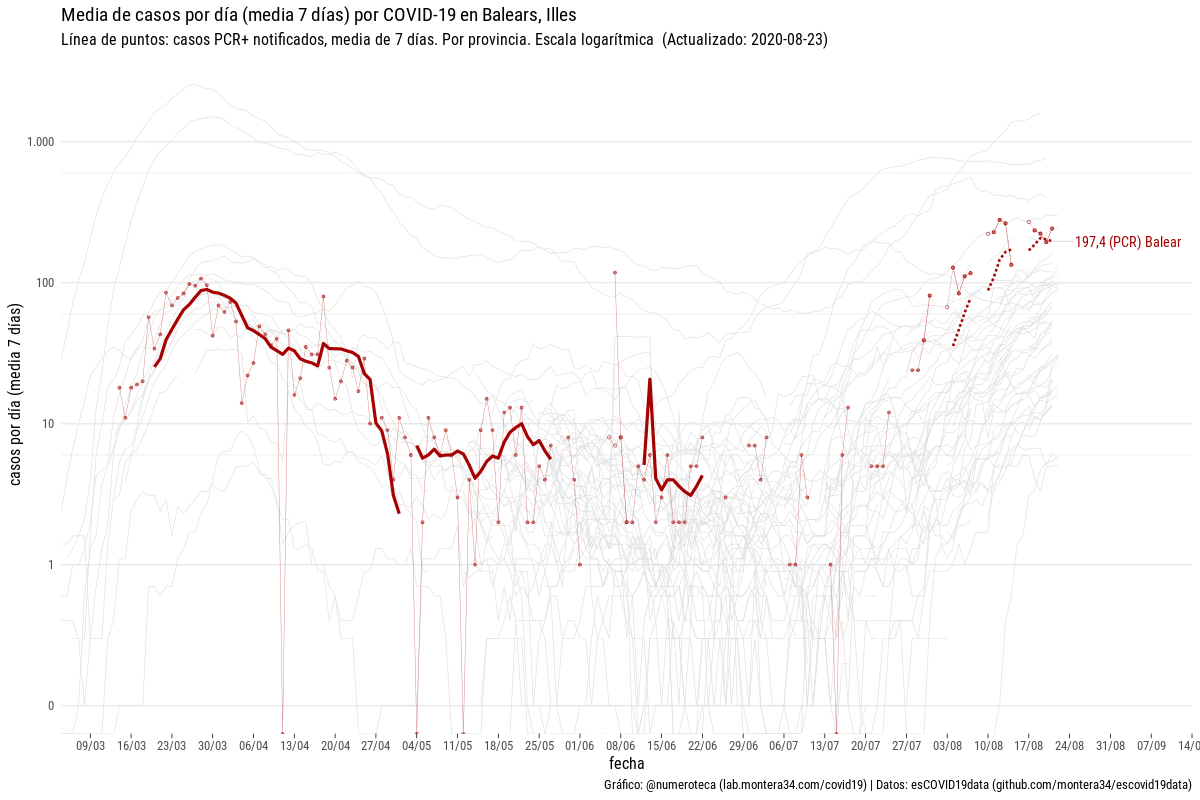 Media de casos por día (media 7 días) por COVID-19 en Balears, Illes
Línea de puntos: casos PCR+ notificados, media de 7 días. Por provincia. Escala logarítmica (Actualizado: 2020-08-23)
casos por día (media 7 días)
1.000
100
10
1
0
197,4 (PCR) Balear
09/03 16/03 23/03 30/03 06/04 13/04 20/04 27/04 04/05 11/05 18/05 25/05 01/06 08/06 15/06 22/06 29/06 06/07 13/07 20/07 27/07 03/08 10/08 17/08 24/08 31/08 07/09 14/0
fecha
Gráfico: @numeroteca (lab.montera34.com/covid19) | Datos: esCOVID19data (github.com/montera34/escovid19data)